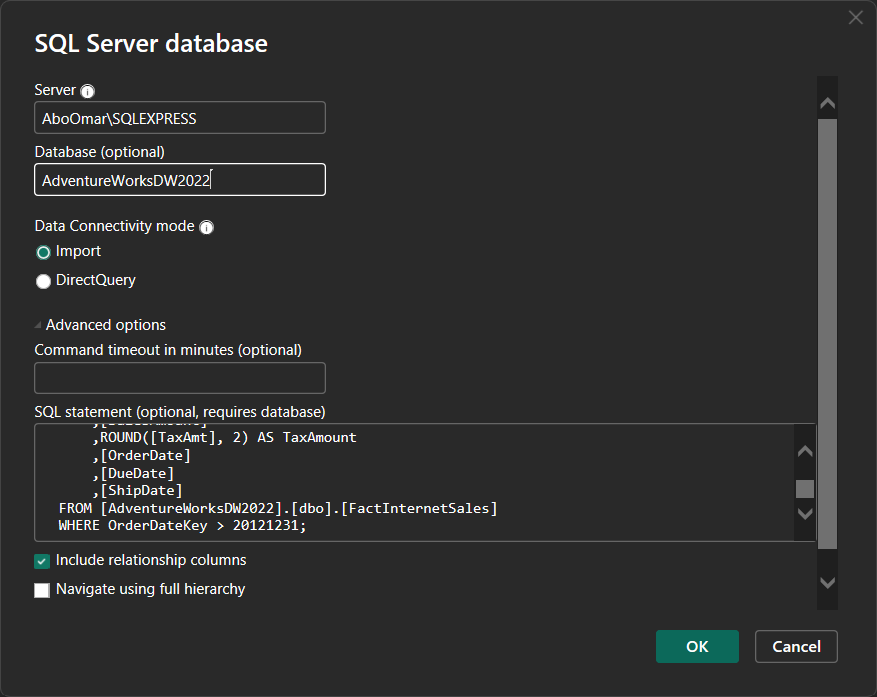 SQL Server database
Server
AboOmar\SQLEXPRESS
Database (optional)
AdventureWorksDW2022
Data Connectivity mode
Import
DirectQuery
Advanced options
Command timeout in minutes (optional)
SQL statement (optional, requires database)
,ROUND([TaxAmt], 2) AS TaxAmount
,[OrderDate]
,[DueDate]
,[ShipDate]
FROM [AdventureWorksDW2022].[dbo].[FactInternetSales]
WHERE OrderDateKey > 20121231;
Include relationship columns
Navigate using full hierarchy
OK
Cancel